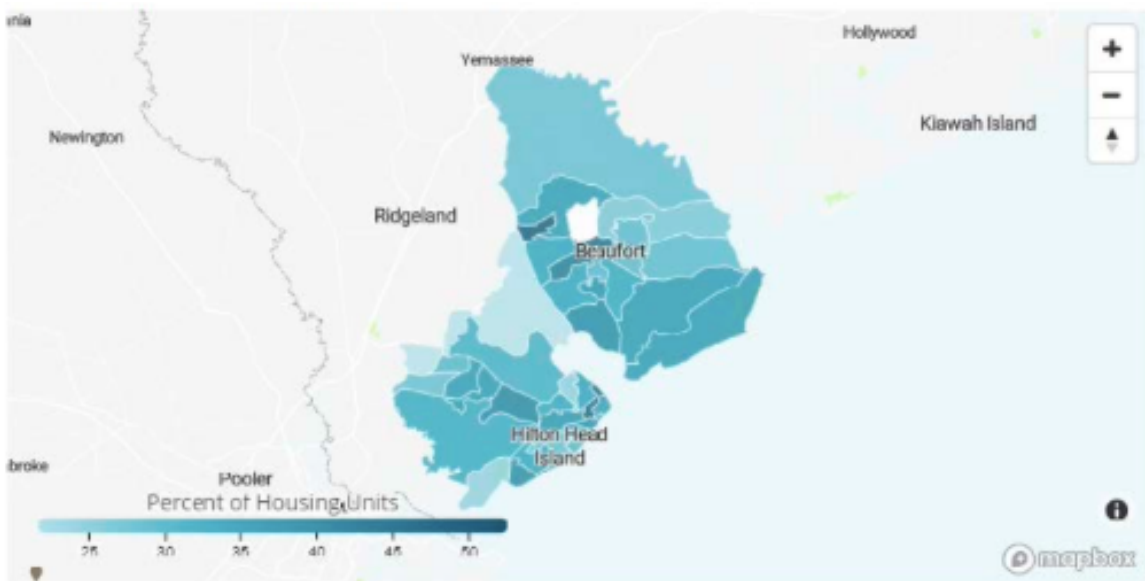 Hollywood
Yemassee
Kiawah Island
Newington
Ridgeland
Beaufort
Hilton Head
Island
broke
Pooler
Percent of Housing Units
25 30 35 40 45 50
mapbox